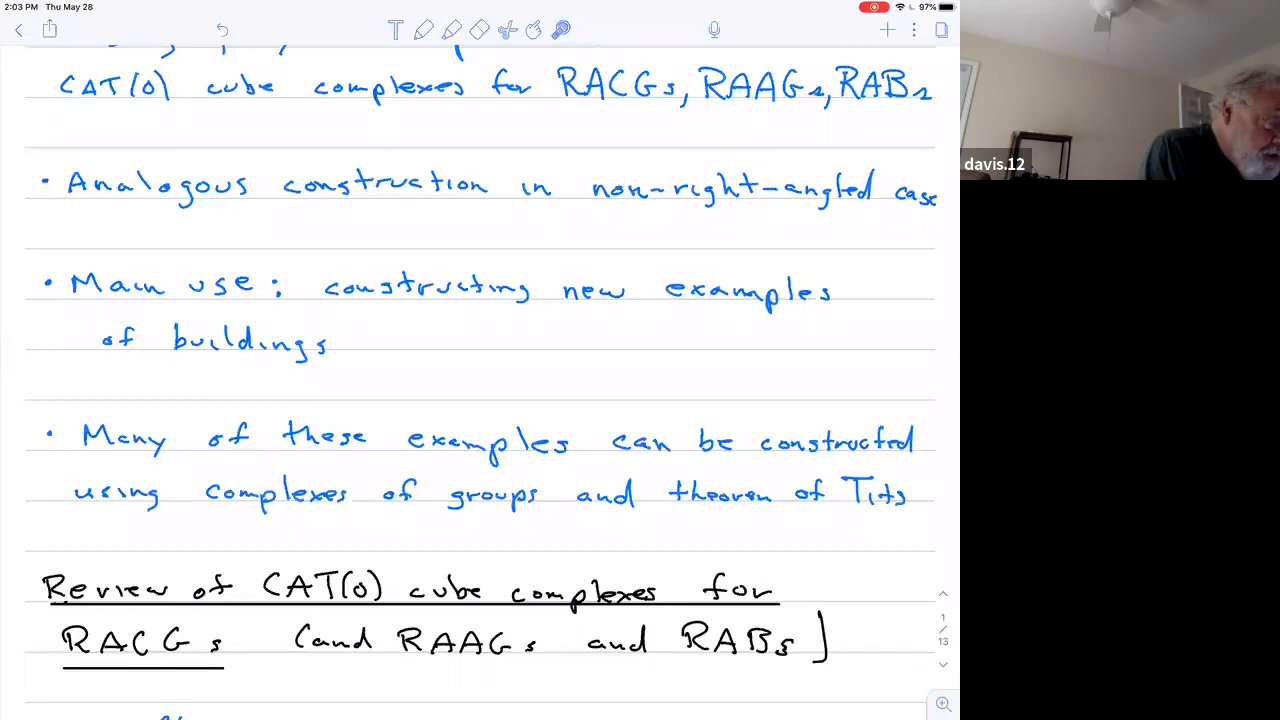 2:03 PM Thu May 28
97%
CAT(0) cube complexes for RACGs, RAAGs, RABs
• Analogous construction in non-right-angled case
• Main use: constructing new examples
of buildings
• Many of these examples can be constructed
using complexes of groups and theorem of Tits
Review of CAT(0) cube complexes for
RACGs (and RAAGs and RABs)
1
/
13
davis.12